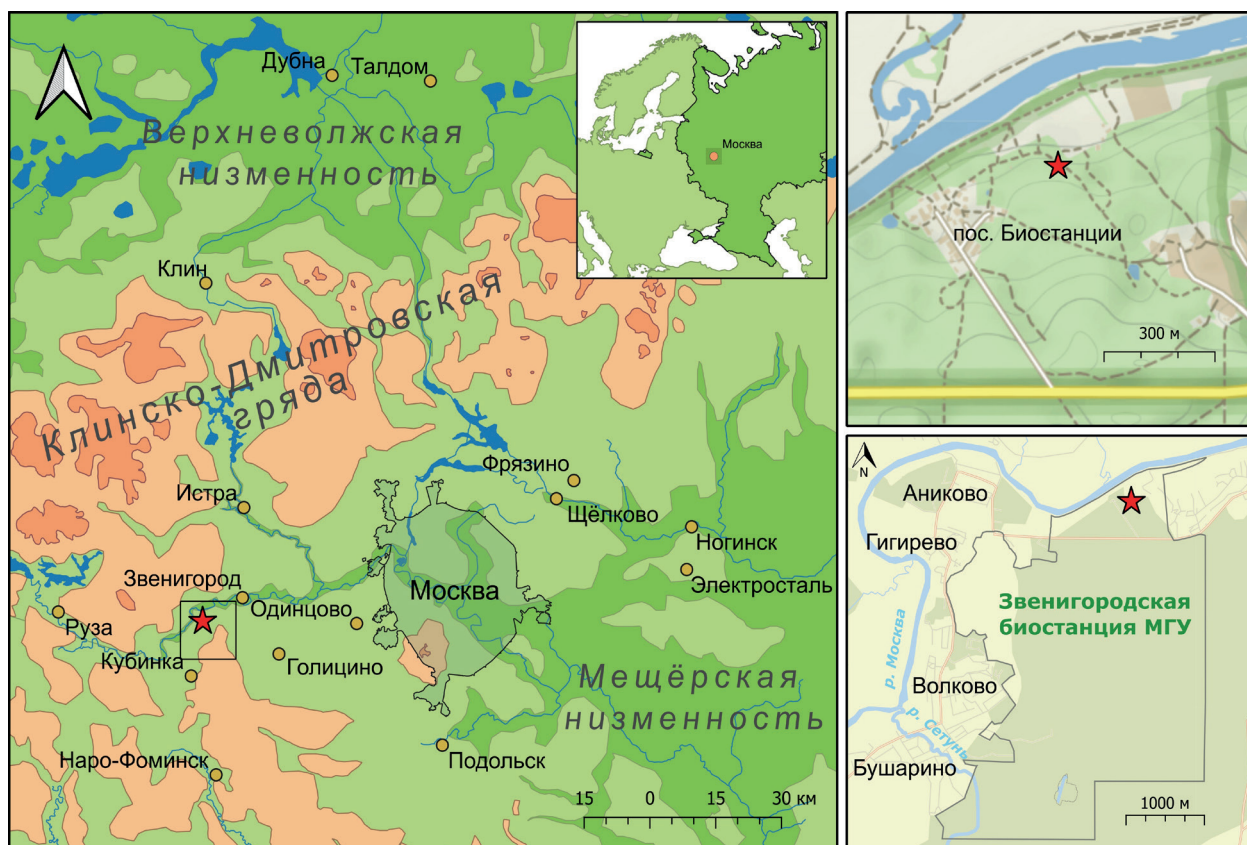 Дубна
Талдом
Верхневолжская
низменность
Москва
Клин
Клинско-Дмитровская
гряда
Истра
Фрязино
Щёлково
Ногинск
Электросталь
Звенигород
Одинцово
Москва
Руза
Кубинка
Голицино
Мещёрская
низменность
Наро-Фоминск
Подольск
15 0 15 30 км
пос. Биостанции
300 м
N
Аниково
Гигирево
Звенигородская
биостанция МГУ
р. Москва
Волково
р. Сетунь
Бушарино
1000 м